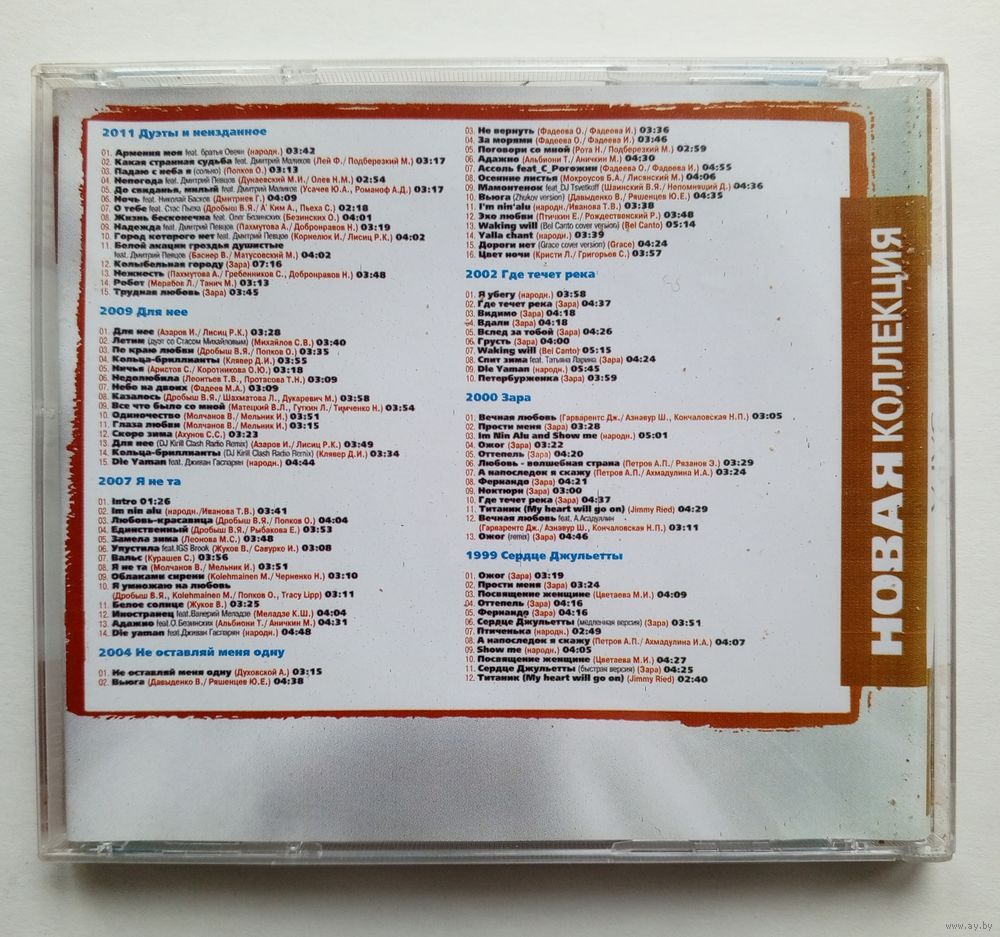 2011 Дуэты и неизданное
01. Армения моя feat. братья Овеян (народн.) 03:42
02. Какая странная судьба feat. Дмитрий Маликов (Лей Ф./ Подберезкий М.) 03:17
03. Падаю с неба я (сольно) (Попков О.) 03:13
04. Непогода feat. Дмитрий Певцов (Дунаевский М.И./ Олев Н.М.) 02:54
05. До свиданья, милый feat. Дмитрий Маликов (Усачев Ю.А., Романоф А.Д.) 03:17
06. Ночь feat. Николай Басков (Дмитриев Г.) 04:09
07. О тебе feat. Стас Пьеха (Дробыш В.Я./ А' Ким А., Пьеха С.) 02:18
08. Жизнь бесконечна feat. Олег Безинских (Безинских О.) 04:01
09. Надежда feat. Дмитрий Певцов (Пахмутова А./ Добронравов Н.) 03:19
10. Город которого нет feat. Дмитрий Певцов (Корнелюк И./ Лисиц Р.К.) 04:02
11. Белой акации гроздья душистые
feat. Дмитрий Певцов (Баснер В./ Матусовский М.) 04:02
12. Колыбельная городу (Зара) 07:16
13. Нежность (Пахмутова А./ Гребенников С., Добронравов Н.) 03:48
14. Робот (Мерабов Л./ Танич М.) 03:13
15. Трудная любовь (Зара) 03:45
2009 Для нее
01. Для нее (Азаров И./ Лисиц Р.К.) 03:28
02. Летим (дуэт со Стасом Михайловым) (Михайлов С.В.) 03:40
03. По краю любви (Дробыш В.Я./ Попков О.) 03:35
04. Кольца-бриллианты (Клявер Д.И.) 03:55
05. Ничья (Аристов С./ Коротникова О.Ю.) 03:18
06. Недолюбила (Леонтьев Т.В., Протасова Т.Н.) 03:09
07. Небо на двоих (Фадеев М.А.) 03:09
08. Казалось (Дробыш В.Я./ Шахматова Л., Дукаревич М.) 03:58
09. Все что было со мной (Матецкий В.Л./ Гуткин Л./ Тимченко Н.) 03:54
10. Одиночество (Молчанов В./ Мельник И.) 03:51
11. Глаза любви (Молчанов В./ Мельник И.) 03:15
12. Скоро зима (Ахунов С.С.) 03:23
13. Для нее (DJ Kirill Clash Radio Remix) (Азаров И./ Лисиц Р.К.) 03:49
14. Кольца-бриллианты (DJ Kirill Clash Radio Remix) (Клявер Д.И.) 03:34
15. Die Yaman feat. Дживан Гаспарян (народн.) 04:44
2007 Я не та
01. Intro 01:26
02. Im nin alu (народн./Иванова Т.В.) 03:41
03. Любовь-красавица (Дробыш В.Я./ Попков О.) 04:04
04. Единственный (Дробыш В.Я./ Рыбакова Е.) 03:53
05. Замела зима (Леонова М.С.) 03:48
06. Упустила feat.IGS Brook (Жуков В./ Савурко И.) 03:08
07. Вальс (Курашев С.) 03:56
08. Я не та (Молчанов В./ Мельник И.) 03:51
09. Облаками сирени (Kolehmainen M./ Черненко Н.) 03:10
10. Я умножаю на любовь
(Дробыш В.Я., Kolehmainen M./ Попков О., Tracy Lipp) 03:11
11. Белое солнце (Жуков В.) 03:25
12. Иностранец feat.Валерий Меладзе (Меладзе К.Ш.) 04:04
13. Адажио feat.О.Безинских (Альбиони Т./ Аничкин М.) 04:31
14. Die yaman feat.Дживан Гаспарян (народн.) 04:48
2004 Не оставляй меня одну
01. Не оставляй меня одну (Духовской А.) 03:15
02. Вьюга (Давыденко В./ Ряшенцев Ю.Е.) 04:38
03. Не вернуть (Фадеева О./ Фадеева И.) 03:36
04. За морями (Фадеева О./ Фадеева И.) 03:46
05. Поговори со мной (Рота Н./ Подберезкий М.) 02:59
06. Адажио (Альбиони Т./ Аничкин М.) 04:30
07. Ассоль feat_С_Рогожин (Фадеева О./ Фадеева И.) 04:55
08. Осенние листья (Мокроусов Б.А./ Лисянский М.) 04:06
09. Мамонтенок feat_DJ Tsvetkoff (Шаинский В.Я./ Непомнящий Д.) 04:36
10. Вьюга (Zhukov version) (Давыденко В./ Ряшенцев Ю.Е.) 04:35
11. I'm nin'alu (народн./Иванова Т.В.) 03:38
12. Эхо любви (Птичкин Е./ Рождественский Р.) 03:48
13. Waking will (Bel Canto cover version) (Bel Canto) 05:14
14. Yalla chant (народн.) 03:39
15. Дороги нет (Grace cover version) (Grace) 04:24
16. Цвет ночи (Кристи Л./ Григорьев С.) 03:57
2002 Где течет река
01. Я убегу (народн.) 03:58
02. Где течет река (Зара) 04:37
03. Видимо (Зара) 04:18
04. Вдали (Зара) 04:18
05. Вслед за тобой (Зара) 04:26
06. Грусть (Зара) 04:00
07. Waking will (Bel Canto) 05:15
08. Спит зима feat. Татьяна Ларина (Зара) 04:24
09. Die Yaman (народн.) 05:45
10. Петербурженка (Зара) 03:59
2000 Зара
01. Вечная любовь (Гарварентс Дж./ Азнавур Ш., Кончаловская Н.П.) 03:05
02. Прости меня (Зара) 03:28
03. Im Nin Alu and Show me (народн.) 05:01
04. Ожог (Зара) 03:22
05. Оттепель (Зара) 04:20
06. Любовь - волшебная страна (Петров А.П./ Рязанов Э.) 03:29
07. А напоследок я скажу (Петров А.П./ Ахмадулина И.А.) 03:24
08. Фернандо (Зара) 04:21
09. Ноктюрн (Зара) 03:00
10. Где течет река (Зара) 04:37
11. Титаник (My heart will go on) (Jimmy Ried) 04:29
12. Вечная любовь feat. А.Асадуллин
(Гарварентс Дж./ Азнавур Ш., Кончаловская Н.П.) 03:11
13. Ожог (remix) (Зара) 04:46
1999 Сердце Джульетты
01. Ожог (Зара) 03:19
02. Прости меня (Зара) 03:24
03. Посвящение женщине (Цветаева М.И.) 04:09
04. Оттепель (Зара) 04:16
05. Фернандо (Зара) 04:16
06. Сердце Джульетты (медленная версия) (Зара) 03:51
07. Птиченька (народн.) 02:49
08. А напоследок я скажу (Петров А.П./ Ахмадулина И.А.) 04:07
09. Show me (народн.) 04:05
10. Посвящение женщине (Цветаева М.И.) 04:27
11. Сердце Джульетты (быстрая версия) (Зара) 04:25
12. Титаник (My heart will go on) (Jimmy Ried) 02:40
НОВАЯ КОЛЛЕКЦИЯ
www.ay.by